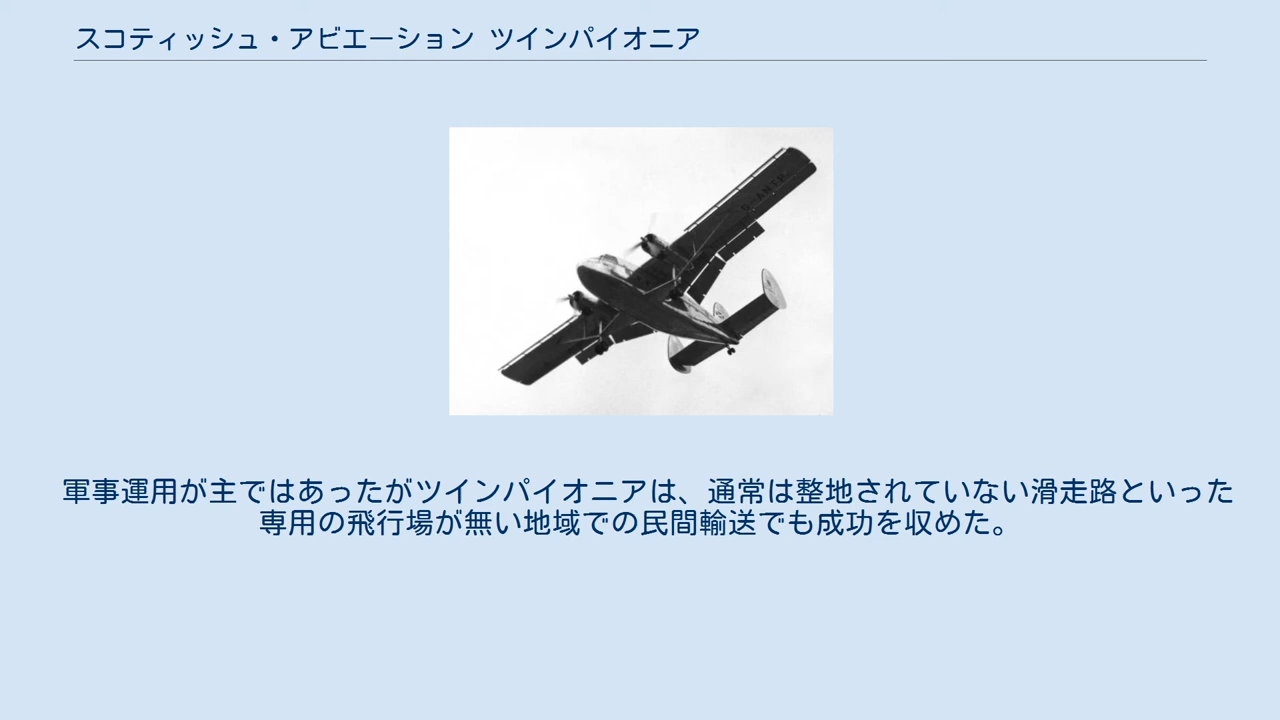 スコティッシュ・アビエーション ツインパイオニア
軍事運用が主ではあったがツインパイオニアは、通常は整地されていない滑走路といった
専用の飛行場が無い地域での民間輸送でも成功を収めた。